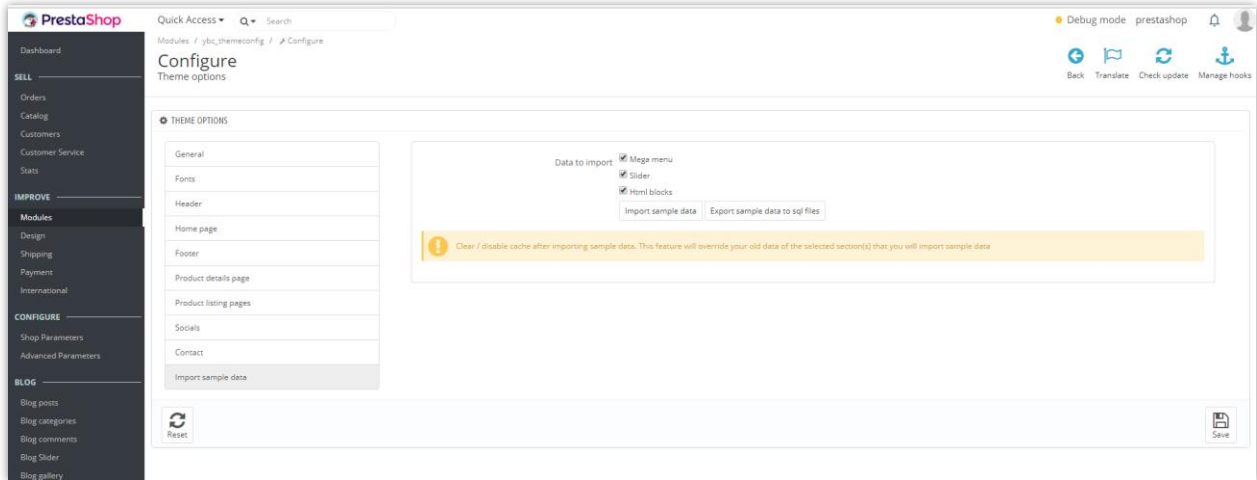 PrestaShop
Quick Access
Search
Debug mode prestashop
Modules / ybc_themeconfig / Configure
Configure
Theme options
Back Translate Check update Manage hooks
Dashboard
SELL
Orders
Catalog
Customers
Customer Service
Stats
IMPROVE
Modules
Design
Shipping
Payment
International
CONFIGURE
Shop Parameters
Advanced Parameters
BLOG
Blog posts
Blog categories
Blog comments
Blog Slider
Blog gallery
THEME OPTIONS
General
Fonts
Header
Home page
Footer
Product details page
Product listing pages
Socials
Contact
Import sample data
Data to import Mega menu
Slider
Html blocks
Import sample data Export sample data to sql files
Clear / disable cache after importing sample data. This feature will override your old data of the selected section(s) that you will import sample data
Reset
Save